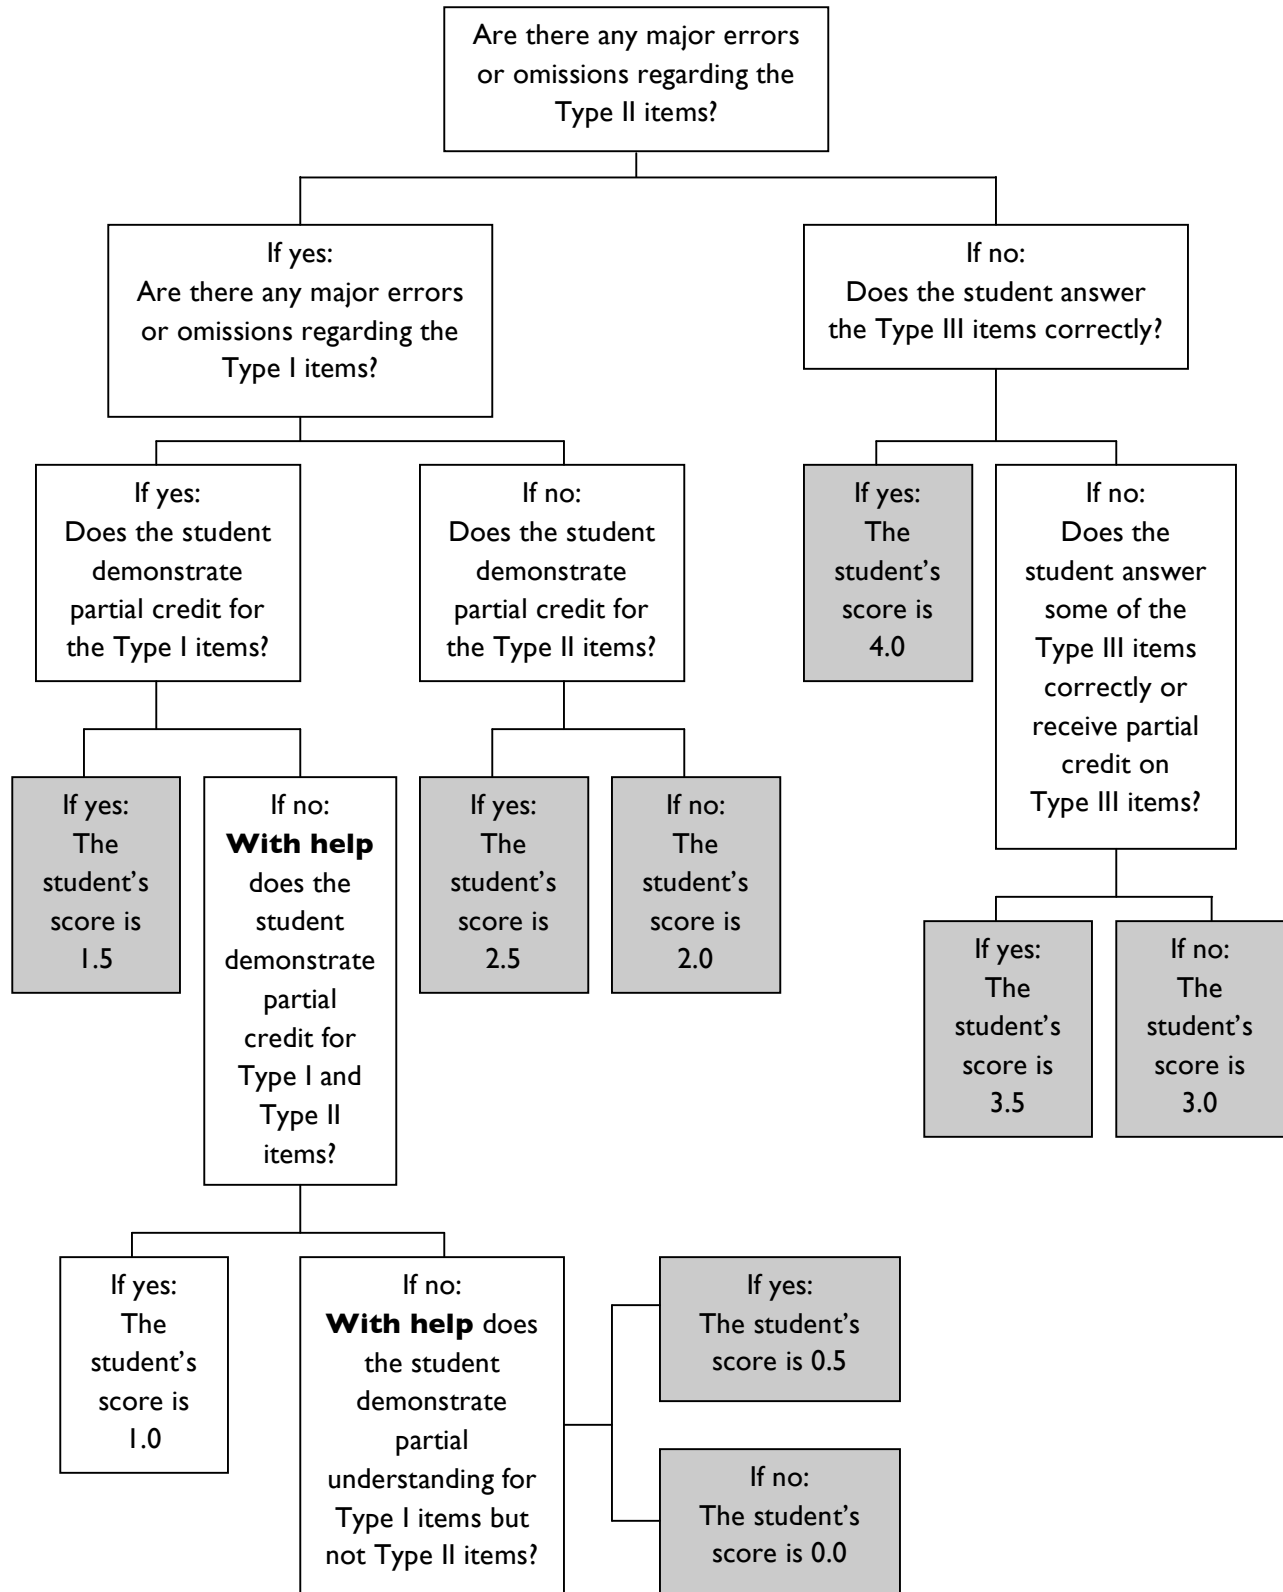 Are there any major errors
or omissions regarding the
Type II items?
If yes:
Are there any major errors
or omissions regarding the
Type I items?
If no:
Does the student answer
the Type III items correctly?
If yes:
Does the student
demonstrate
partial credit for
the Type I items?
If no:
Does the student
demonstrate
partial credit for
the Type II items?
If yes:
The
student’s
score is
4.0
If no:
Does the
student answer
some of the
Type III items
correctly or
receive partial
credit on
Type III items?
If yes:
The
student’s
score is
1.5
If no:
With help
does the
student
demonstrate
partial
credit for
Type I and
Type II
items?
If yes:
The
student’s
score is
2.5
If no:
The
student’s
score is
2.0
If yes:
The
student’s
score is
3.5
If no:
The
student’s
score is
3.0
If yes:
The
student’s
score is
1.0
If no:
With help does
the student
demonstrate
partial
understanding for
Type I items but
not Type II items?
If yes:
The student’s
score is 0.5
If no:
The student’s
score is 0.0